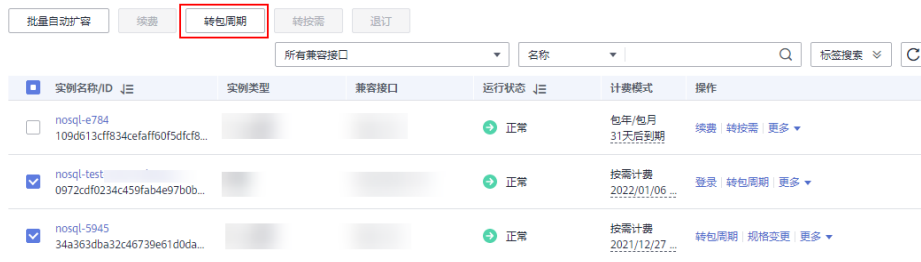 批量自动扩容 续费 转包周期 转按需 退订
所有兼容接口 名称 标签搜索
实例名称/ID 实例类型 兼容接口 运行状态 计费模式 操作
nosql-e784 包年/包月
109d613cff834cefaff60f5dfcf8... 正常 31天后到期 续费 转按需 更多
nosql-test 按需计费
0972cdf0234c459fab4e97b0b... 正常 2022/01/06 ... 登录 转包周期 更多
nosql-5945 按需计费
34a363dba32c46739e61d0da... 正常 2021/12/27 ... 转包周期 规格变更 更多